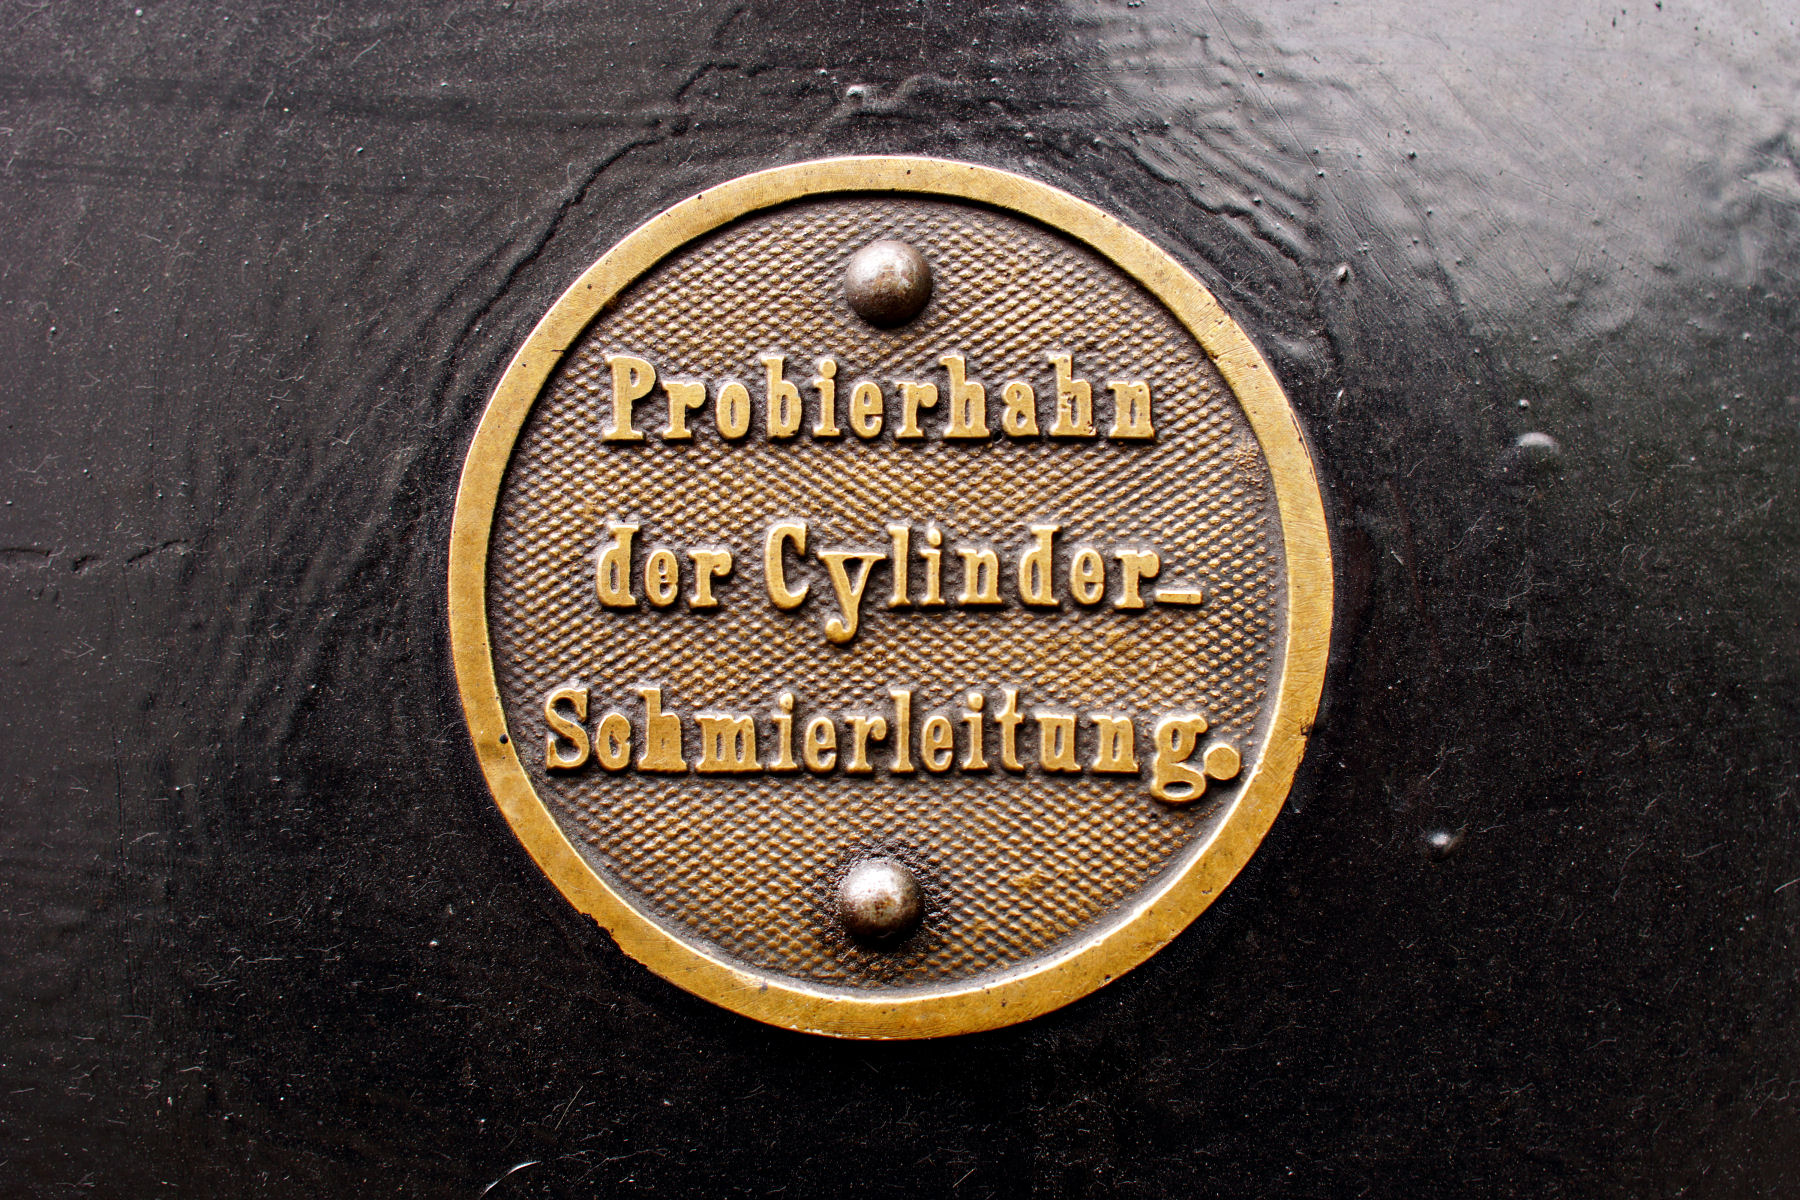 Probierhahn
der Cylinder-
Schmierleitung.